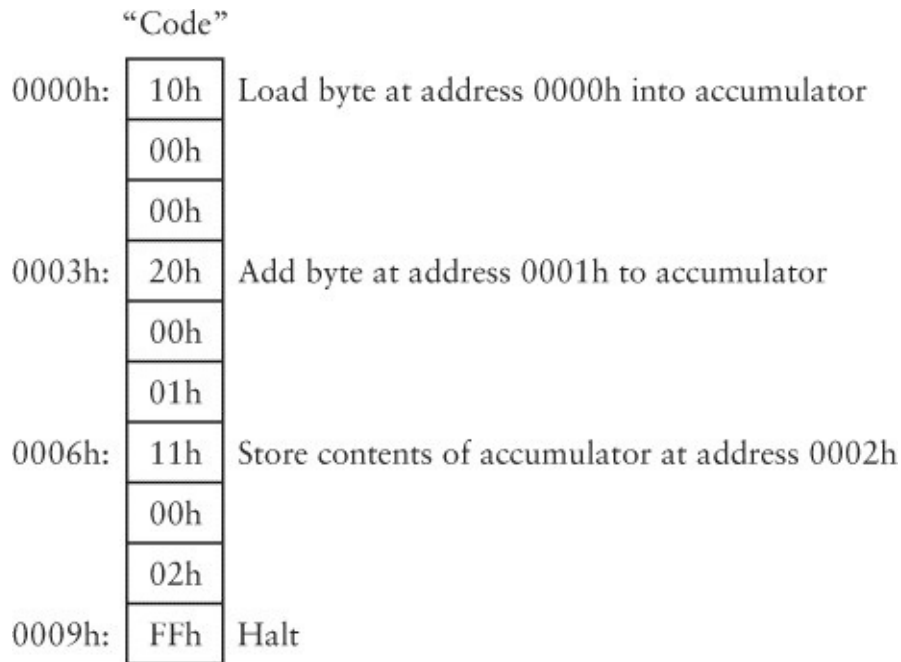 “Code”
0000h: 10h Load byte at address 0000h into accumulator
00h
00h
0003h: 20h Add byte at address 0001h to accumulator
00h
01h
0006h: 11h Store contents of accumulator at address 0002h
00h
02h
0009h: FFh Halt